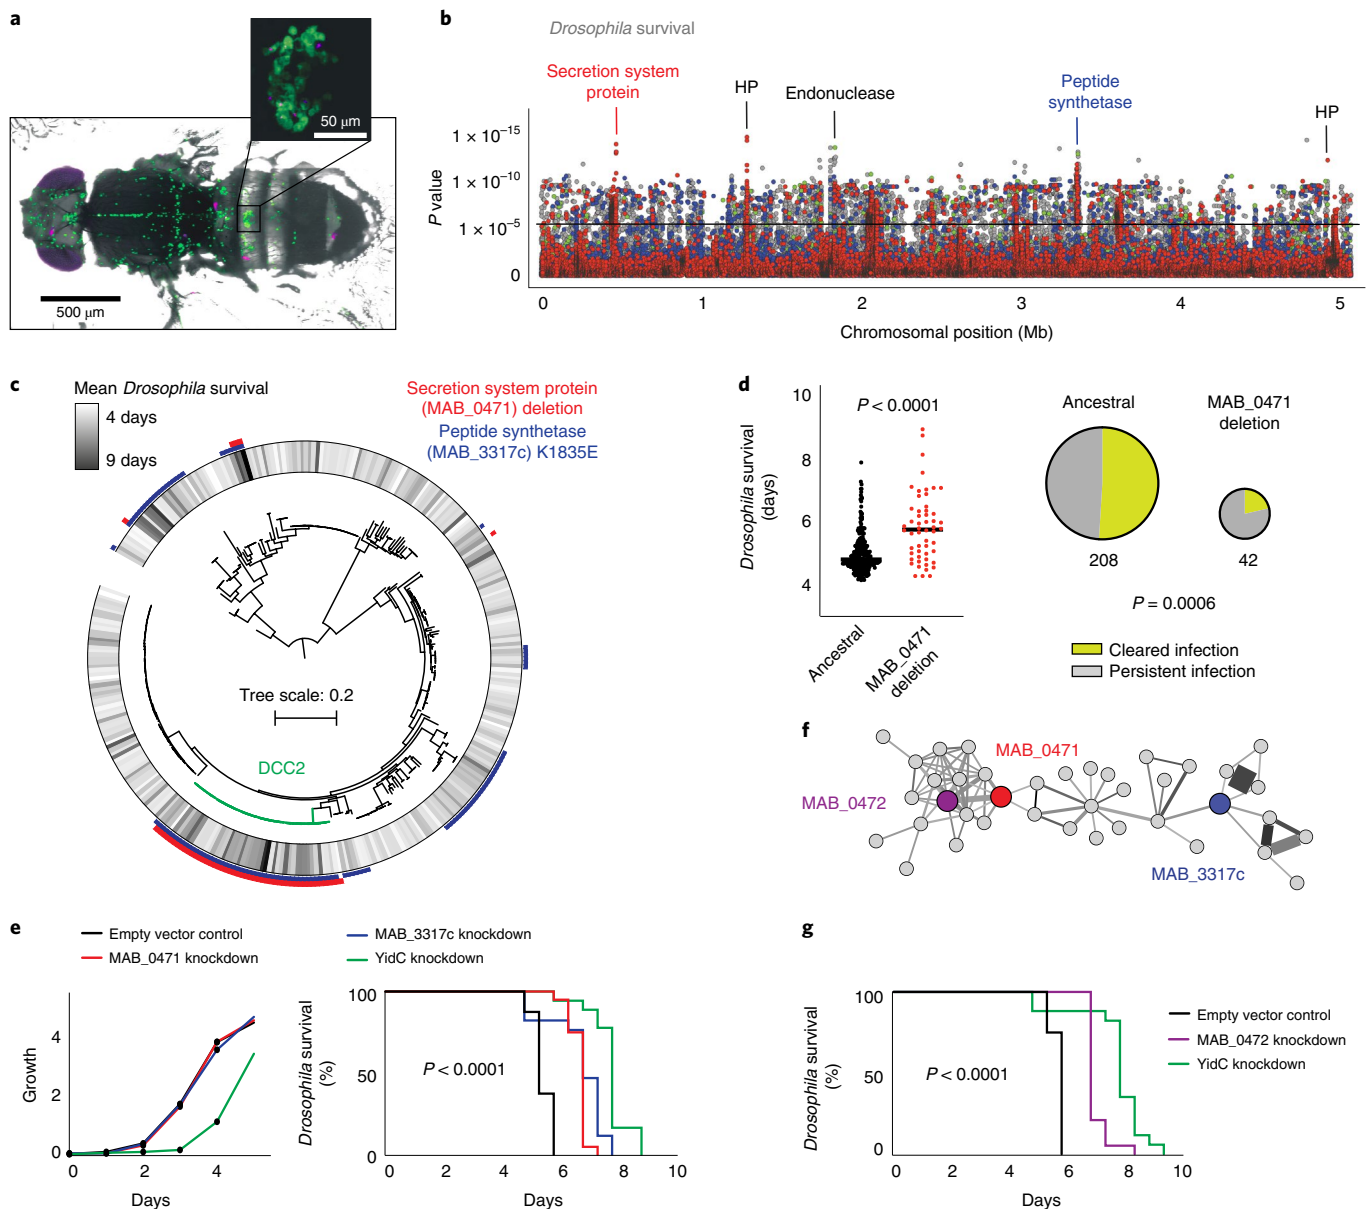 a
50 µm
500 µm
b
Drosophila survival
Secretion system
protein
HP
Endonuclease
Peptide
synthetase
HP
P value
1 × 10⁻¹⁵
1 × 10⁻¹⁰
1 × 10⁻⁵
0
0 1 2 3 4 5
Chromosomal position (Mb)
c
Mean Drosophila survival
4 days
9 days
Secretion system protein
(MAB_0471) deletion
Peptide synthetase
(MAB_3317c) K1835E
Tree scale: 0.2
DCC2
d
Drosophila survival
(days)
10
8
6
4
P < 0.0001
Ancestral
MAB_0471
deletion
Ancestral
MAB_0471
deletion
208
42
P = 0.0006
Cleared infection
Persistent infection
f
MAB_0471
MAB_0472
MAB_3317c
e
Empty vector control
MAB_0471 knockdown
MAB_3317c knockdown
YidC knockdown
Growth
4
2
0
0 2 4
Days
Drosophila survival
(%)
100
50
0
P < 0.0001
0 2 4 6 8 10
Days
g
Drosophila survival
(%)
100
50
0
P < 0.0001
0 2 4 6 8 10
Days
Empty vector control
MAB_0472 knockdown
YidC knockdown